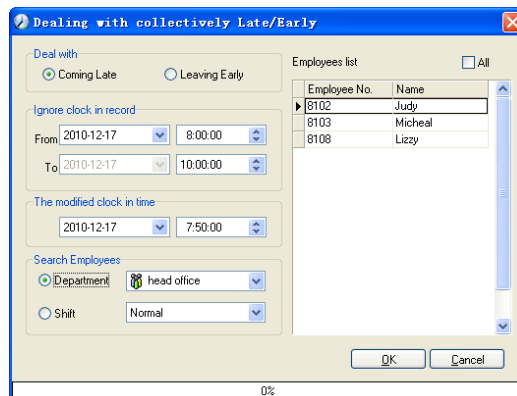 Dealing with collectively Late/Early
Deal with
Coming Late
Leaving Early
Ignore clock in record
From 2010-12-17 8:00:00
To 2010-12-17 10:00:00
The modified clock in time
2010-12-17 7:50:00
Search Employees
Department head office
Shift Normal
Employees list All
Employee No. Name
8102 Judy
8103 Micheal
8108 Lizzy
OK Cancel
0%